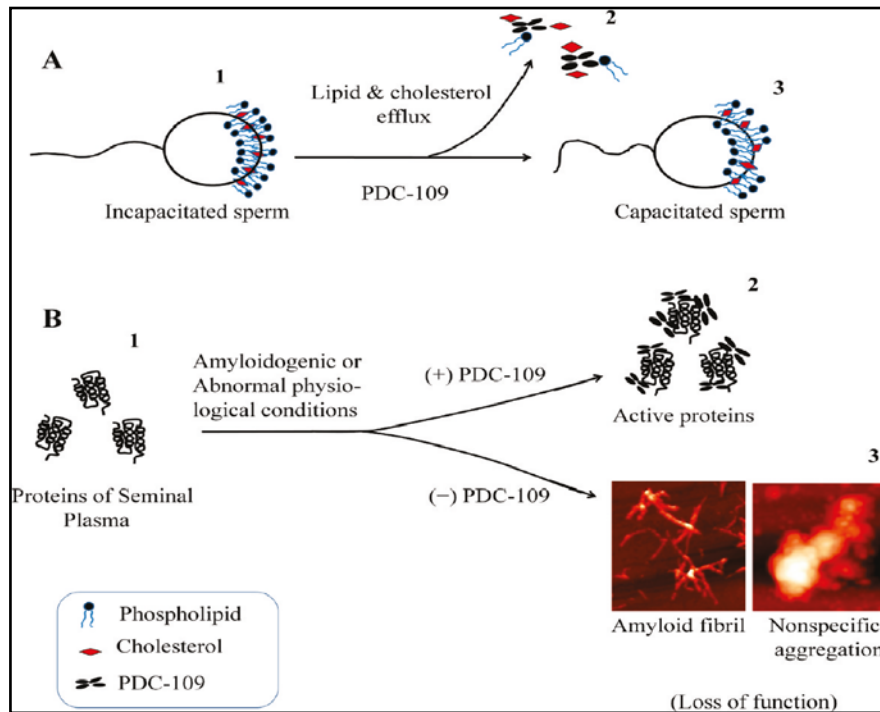 A
1
2
3
Lipid & cholesterol
efflux
PDC-109
Incapacitated sperm
Capacitated sperm
B
1
2
3
Amyloidogenic or
Abnormal physio-
logical conditions
(+) PDC-109
(−) PDC-109
Active proteins
Proteins of Seminal
Plasma
Amyloid fibril
Nonspecific
aggregation
(Loss of function)
Phospholipid
Cholesterol
PDC-109